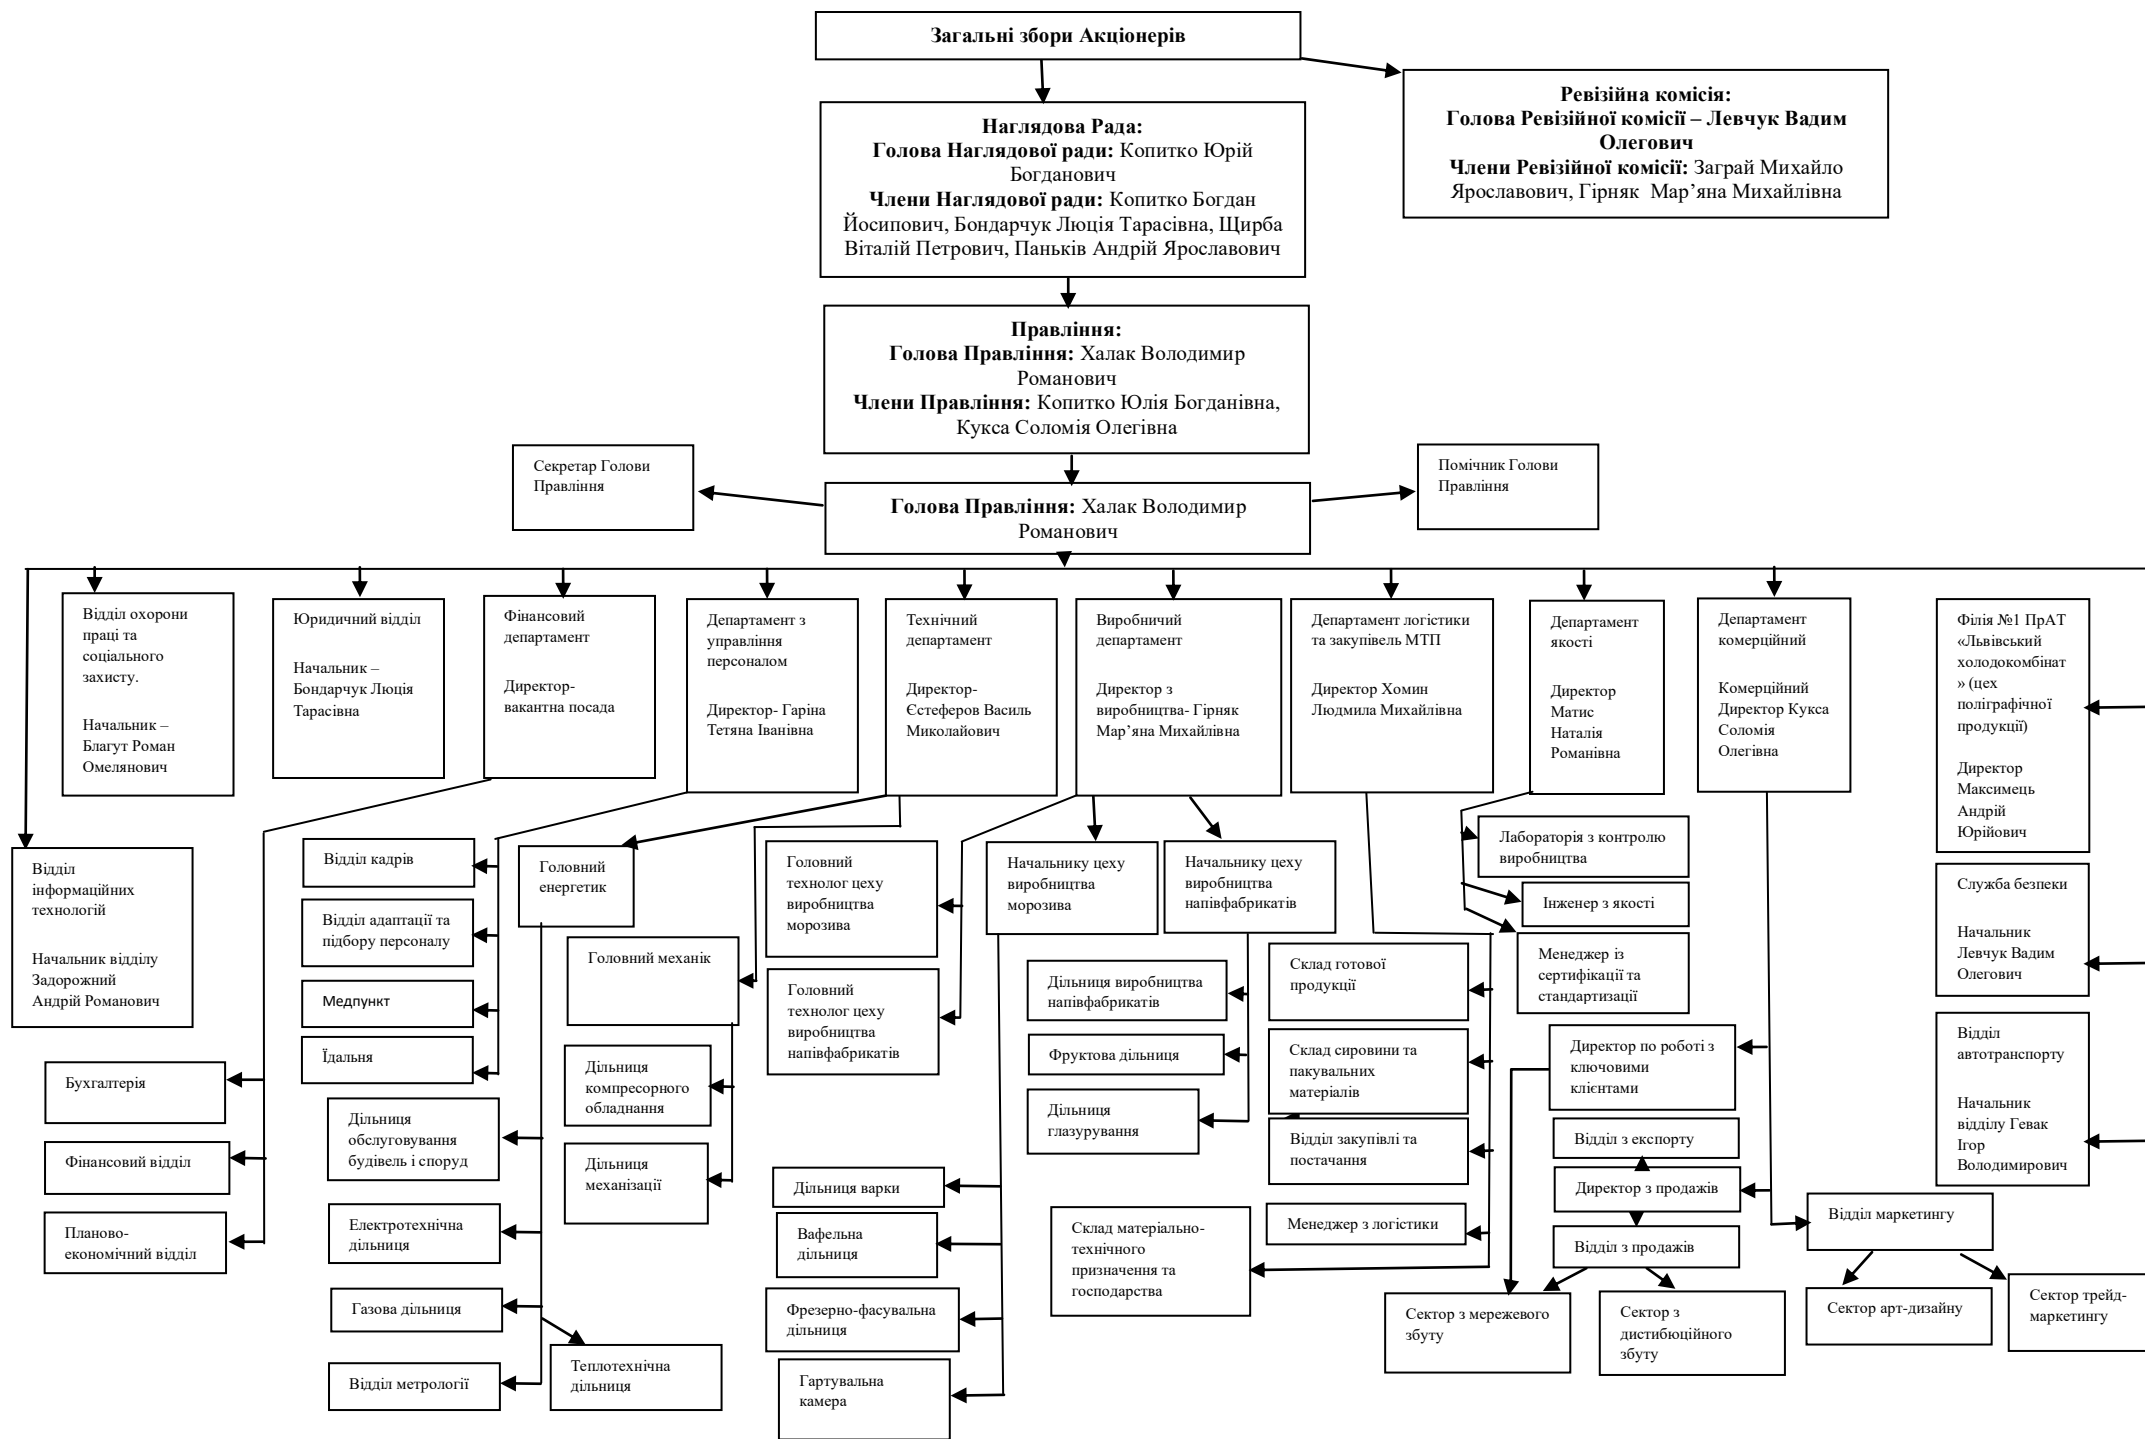 Загальні збори Акціонерів
Ревізійна комісія:
Голова Ревізійної комісії – Левчук Вадим
Олегович
Члени Ревізійної комісії: Заграй Михайло
Ярославович, Гірняк  Мар’яна Михайлівна
Наглядова Рада:
Голова Наглядової ради: Копитко Юрій
Богданович
Члени Наглядової ради: Копитко Богдан
Йосипович, Бондарчук Люція Тарасівна, Щирба
Віталій Петрович, Паньків Андрій Ярославович
Правління:
Голова Правління: Халак Володимир
Романович
Члени Правління: Копитко Юлія Богданівна,
Кукса Соломія Олегівна
Секретар Голови
Правління
Помічник Голови
Правління
Голова Правління: Халак Володимир
Романович
Відділ охорони
праці та
соціального
захисту.
Начальник –
Благут Роман
Омелянович
Юридичний відділ
Начальник –
Бондарчук Люція
Тарасівна
Фінансовий
департамент
Директор-
вакантна посада
Департамент з
управління
персоналом
Директор- Гаріна
Тетяна Іванівна
Технічний
департамент
Директор-
Єстеферов Василь
Миколайович
Виробничий
департамент
Директор з
виробництва- Гірняк
Мар’яна Михайлівна
Департамент логістики
та закупівель МТП
Директор Хомин
Людмила Михайлівна
Департамент
якості
Директор
Матис
Наталія
Романівна
Департамент
комерційний
Комерційний
Директор Кукса
Соломія
Олегівна
Філія №1 ПрАТ
«Львівський
холодокомбінат
» (цех
поліграфічної
продукції)
Директор
Максимець
Андрій
Юрійович
Відділ
інформаційних
технологій
Начальник відділу
Задорожний
Андрій Романович
Відділ кадрів
Відділ адаптації та
підбору персоналу
Медпункт
Їдальня
Головний
енергетик
Головний механік
Головний
технолог цеху
виробництва
морозива
Головний
технолог цеху
виробництва
напівфабрикатів
Начальнику цеху
виробництва
морозива
Начальнику цеху
виробництва
напівфабрикатів
Лабораторія з контролю
виробництва
Інженер з якості
Менеджер із
сертифікації та
стандартизації
Служба безпеки
Начальник
Левчук Вадим
Олегович
Відділ
автотранспорту
Начальник
відділу Гевак
Ігор
Володимирович
Бухгалтерія
Фінансовий відділ
Планово-
економічний відділ
Дільниця
обслуговування
будівель і споруд
Електротехнічна
дільниця
Газова дільниця
Відділ метрології
Теплотехнічна
дільниця
Дільниця
компресорного
обладнання
Дільниця
механізації
Дільниця варки
Вафельна
дільниця
Фрезерно-фасувальна
дільниця
Гартувальна
камера
Дільниця виробництва
напівфабрикатів
Фруктова дільниця
Дільниця
глазурування
Склад готової
продукції
Склад сировини та
пакувальних
матеріалів
Відділ закупівлі та
постачання
Менеджер з логістики
Склад матеріально-
технічного
призначення та
господарства
Директор по роботі з
ключовими
клієнтами
Відділ з експорту
Директор з продажів
Відділ з продажів
Сектор з мережевого
збуту
Сектор з
дистибюційного
збуту
Відділ маркетингу
Сектор арт-дизайну
Сектор трейд-
маркетингу